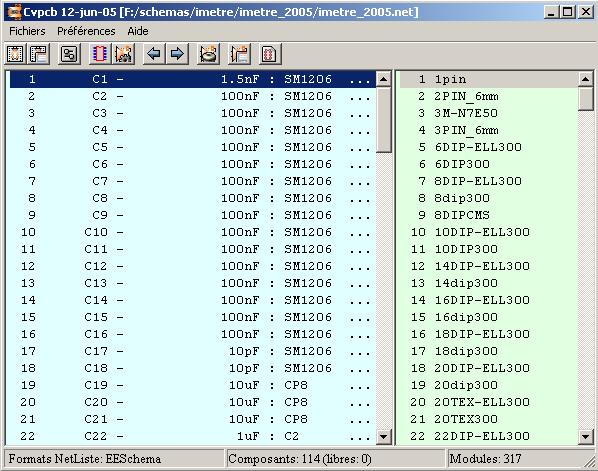 Cvpcb 12-jun-05 [F:/schemas/imetre/imetre_2005/imetre_2005.net]
Fichiers Préférences Aide
1 C1 - 1.5nF : SM1206 ...
2 C2 - 100nF : SM1206 ...
3 C3 - 100nF : SM1206 ...
4 C4 - 100nF : SM1206 ...
5 C5 - 100nF : SM1206 ...
6 C6 - 100nF : SM1206 ...
7 C7 - 100nF : SM1206 ...
8 C8 - 100nF : SM1206 ...
9 C9 - 100nF : SM1206 ...
10 C10 - 100nF : SM1206 ...
11 C11 - 100nF : SM1206 ...
12 C12 - 100nF : SM1206 ...
13 C13 - 100nF : SM1206 ...
14 C14 - 100nF : SM1206 ...
15 C15 - 100nF : SM1206 ...
16 C16 - 100nF : SM1206 ...
17 C17 - 10pF : SM1206 ...
18 C18 - 10pF : SM1206 ...
19 C19 - 10uF : CP8 ...
20 C20 - 10uF : CP8 ...
21 C21 - 10uF : CP8 ...
22 C22 - 1uF : C2 ...
1 1pin
2 2PIN_6mm
3 3M-N7E50
4 3PIN_6mm
5 6DIP-ELL300
6 6DIP300
7 8DIP-ELL300
8 8dip300
9 8DIPCMS
10 10DIP-ELL300
11 10DIP300
12 14DIP-ELL300
13 14dip300
14 16DIP-ELL300
15 16dip300
16 18DIP-ELL300
17 18dip300
18 20DIP-ELL300
19 20dip300
20 20TEX-ELL300
21 20TEX300
22 22DIP-ELL300
Formats NetListe: EESchema
Composants: 114 (libres: 0)
Modules: 317